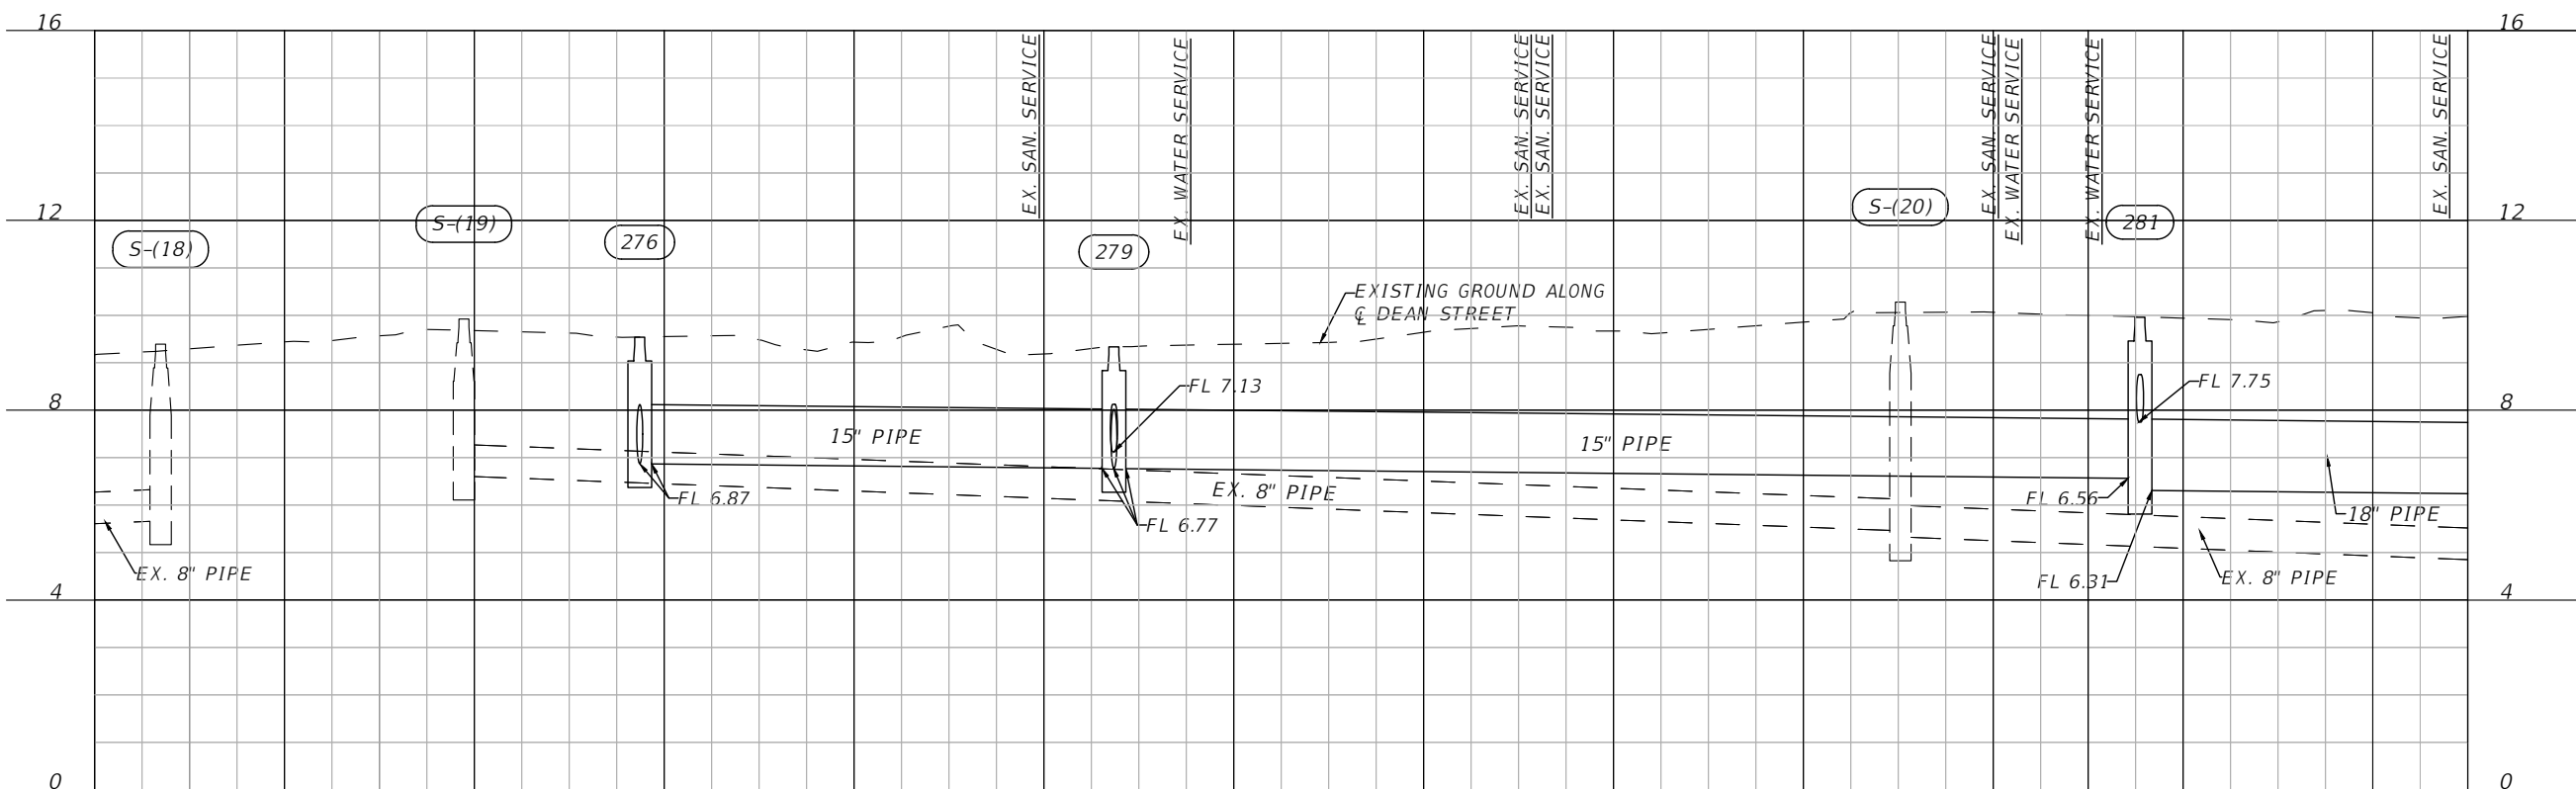 16
16
EX. SAN. SERVICE
EX. WATER SERVICE
EX. SAN. SERVICE
EX. SAN. SERVICE
EX. SAN. SERVICE
EX. WATER SERVICE
EX. WATER SERVICE
EX. SAN. SERVICE
12
12
S-(18)
S-(19)
276
279
S-(20)
281
EXISTING GROUND ALONG
℄ DEAN STREET
FL 7.13
FL 7.75
8
8
15" PIPE
15" PIPE
FL 6.87
EX. 8" PIPE
FL 6.77
FL 6.56
18" PIPE
EX. 8" PIPE
FL 6.31
EX. 8" PIPE
4
4
0
0